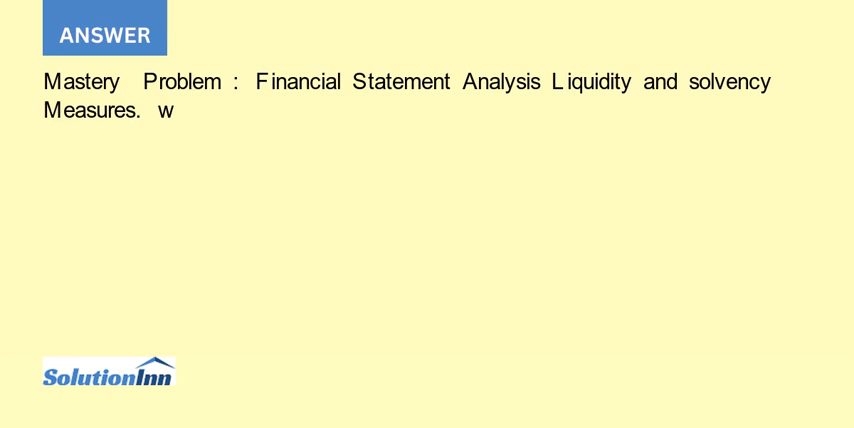 ANSWER
Mastery Problem : Financial Statement Analysis Liquidity and solvency
Measures. w
SolutionInn